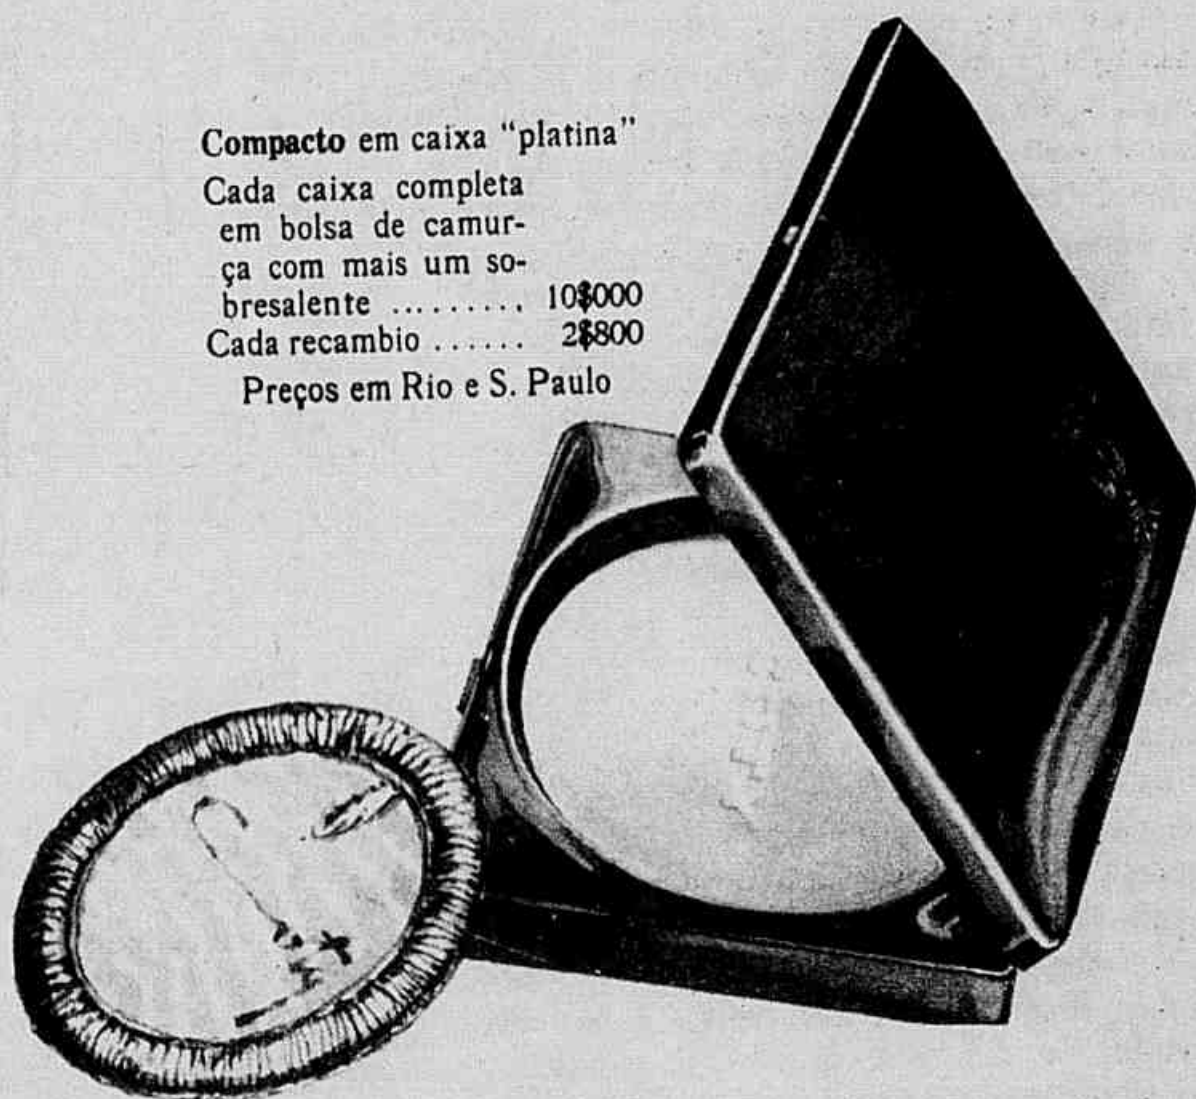 Compacto em caixa "platina"
Cada caixa completa
em bolsa de camur-
ça com mais um so-
bresalente ......... 10$000
Cada recambio ...... 2$800
Preços em Rio e S. Paulo